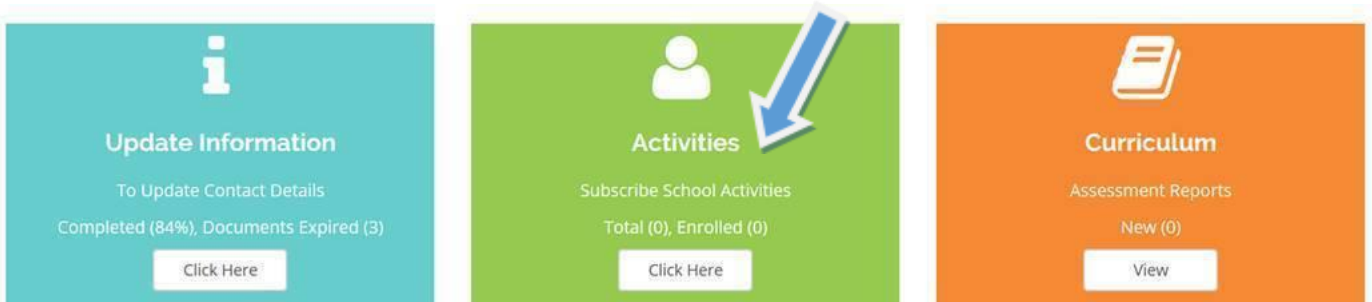 Update Information
To Update Contact Details
Completed (84%), Documents Expired (3)
Click Here
Activities
Subscribe School Activities
Total (0), Enrolled (0)
Click Here
Curriculum
Assessment Reports
New (0)
View